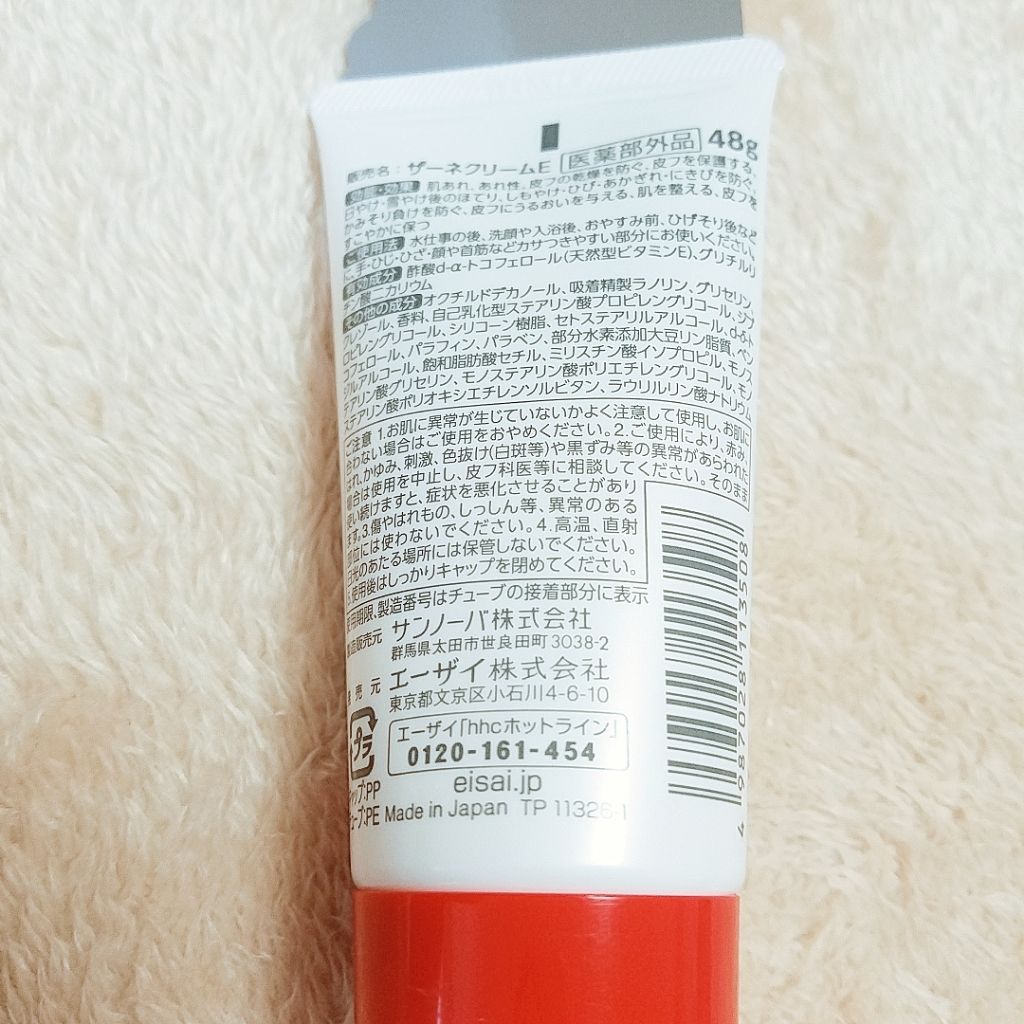 48g
販売名：ザーネクリームE 医薬部外品
効能・効果 肌あれ、あれ性。皮フの乾燥を防ぐ、皮フを保護する、
日やけ・雪やけ後のほてり、しもやけ・ひび・あかぎれ・にきびを防ぐ、
かみそり負けを防ぐ、皮フにうるおいを与える、肌を整える、皮フを
すこやかに保つ
ご使用法 水仕事の後、洗顔や入浴後、おやすみ前、ひげそり後など
に、手・ひじ・ひざ・顔や首筋などカサつきやすい部分にお使いください。
有効成分 酢酸d-α-トコフェロール(天然型ビタミンE)、グリチルリ
チン酸二カリウム
その他の成分 オクチルドデカノール、吸着精製ラノリン、グリセリン
クレゾール、香料、自己乳化型ステアリン酸プロピレングリコール、ジプ
ロピレングリコール、シリコーン樹脂、セトステアリルアルコール、d-δ-ト
コフェロール、パラフィン、パラベン、部分水素添加大豆リン脂質、ベン
ジルアルコール、飽和脂肪酸セチル、ミリスチン酸イソプロピル、モノス
テアリン酸グリセリン、モノステアリン酸ポリエチレングリコール、モノ
ステアリン酸ポリオキシエチレンソルビタン、ラウリルリン酸ナトリウム
ご注意 1.お肌に異常が生じていないかよく注意して使用し、お肌に
合わない場合はご使用をおやめください。2.ご使用により、赤み、
はれ、かゆみ、刺激、色抜け(白斑等)や黒ずみ等の異常があらわれた
場合は使用を中止し、皮フ科医等に相談してください。そのまま
使い続けますと、症状を悪化させることがあり
ます。3.傷やはれもの、しっしん等、異常のある
部位には使わないでください。4.高温、直射
日光のあたる場所には保管しないでください。
5.使用後はしっかりキャップを閉めてください。
使用期限、製造番号はチューブの接着部分に表示
製造販売元 サンノーバ株式会社
群馬県太田市世良田町3038-2
発売元 エーザイ株式会社
東京都文京区小石川4-6-10
プラ
エーザイ「hhcホットライン」
0120-161-454
eisai.jp
キャップ:PP
チューブ:PE Made in Japan TP 11326-1
4 987028 113508